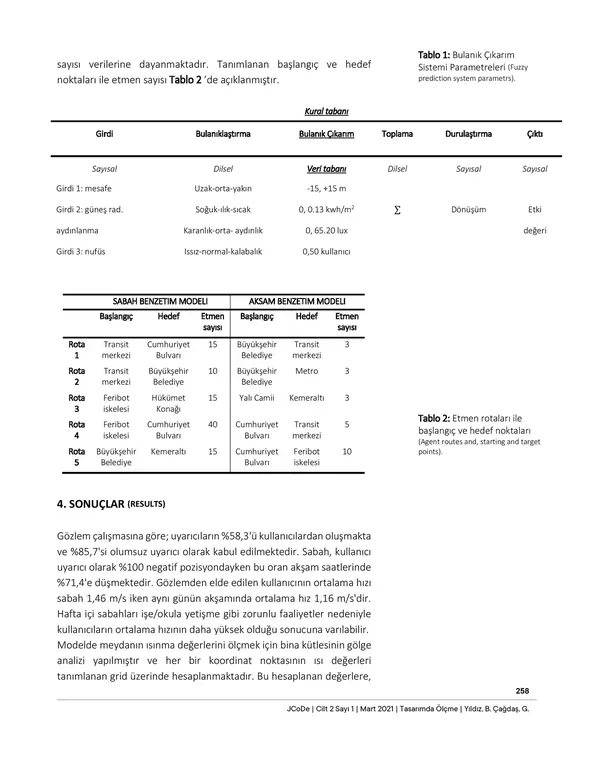 sayısı verilerine dayanmaktadır. Tanımlanan başlangıç ve hedef
noktaları ile etmen sayısı Tablo 2 'de açıklanmıştır.
Tablo 1: Bulanık Çıkarım
Sistemi Parametreleri (Fuzzy
prediction system parametrs).
Kural tabanı
Girdi Bulanıklaştırma Bulanık Çıkarım Toplama Durulaştırma Çıktı
Sayısal Dilsel Veri tabanı Dilsel Sayısal Sayısal
Girdi 1: mesafe Uzak-orta-yakın -15, +15 m
Girdi 2: güneş rad. Soğuk-ılık-sıcak 0, 0.13 kwh/m² ∑ Dönüşüm Etki
aydınlanma Karanlık-orta- aydınlık 0, 65.20 lux değeri
Girdi 3: nufüs Issız-normal-kalabalık 0,50 kullanıcı
SABAH BENZETIM MODELI AKSAM BENZETIM MODELI
Başlangıç Hedef Etmen Başlangıç Hedef Etmen
sayısı sayısı
Rota Transit Cumhuriyet 15 Büyükşehir Transit 3
1 merkezi Bulvarı Belediye merkezi
Rota Transit Büyükşehir 10 Büyükşehir Metro 3
2 merkezi Belediye Belediye
Rota Feribot Hükümet 15 Yalı Camii Kemeraltı 3
3 iskelesi Konağı
Rota Feribot Cumhuriyet 40 Cumhuriyet Transit 5
4 iskelesi Bulvarı Bulvarı merkezi
Rota Büyükşehir Kemeraltı 15 Cumhuriyet Feribot 10
5 Belediye Bulvarı iskelesi
Tablo 2: Etmen rotaları ile
başlangıç ve hedef noktaları
(Agent routes and, starting and target
points).
4. SONUÇLAR (RESULTS)
Gözlem çalışmasına göre; uyarıcıların %58,3'ü kullanıcılardan oluşmakta
ve %85,7'si olumsuz uyarıcı olarak kabul edilmektedir. Sabah, kullanıcı
uyarıcı olarak %100 negatif pozisyondayken bu oran akşam saatlerinde
%71,4'e düşmektedir. Gözlemden elde edilen kullanıcının ortalama hızı
sabah 1,46 m/s iken aynı günün akşamında ortalama hız 1,16 m/s'dir.
Hafta içi sabahları işe/okula yetişme gibi zorunlu faaliyetler nedeniyle
kullanıcıların ortalama hızının daha yüksek olduğu sonucuna varılabilir.
Modelde meydanın ısınma değerlerini ölçmek için bina kütlesinin gölge
analizi yapılmıştır ve her bir koordinat noktasının ısı değerleri
tanımlanan grid üzerinde hesaplanmaktadır. Bu hesaplanan değerlere,
258
JCoDe | Cilt 2 Sayı 1 | Mart 2021 | Tasarımda Ölçme | Yıldız, B. Çağdaş, G.